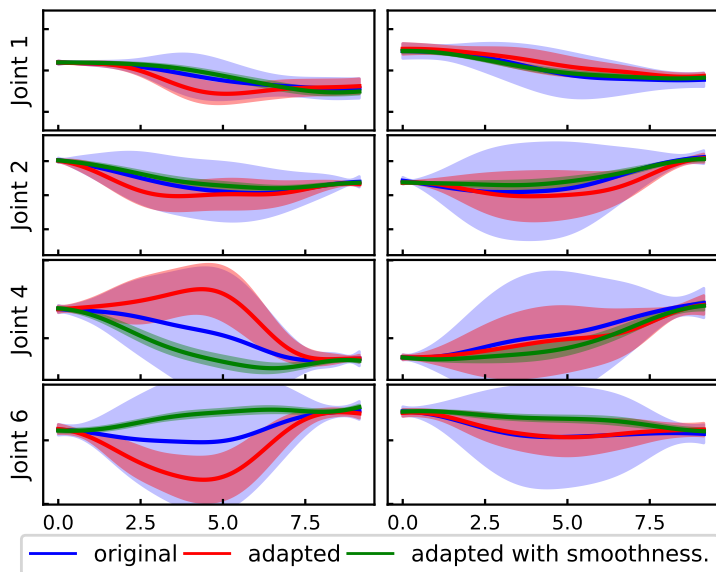 Joint 1
Joint 2
Joint 4
Joint 6
0.0 2.5 5.0 7.5 0.0 2.5 5.0 7.5
original adapted adapted with smoothness.